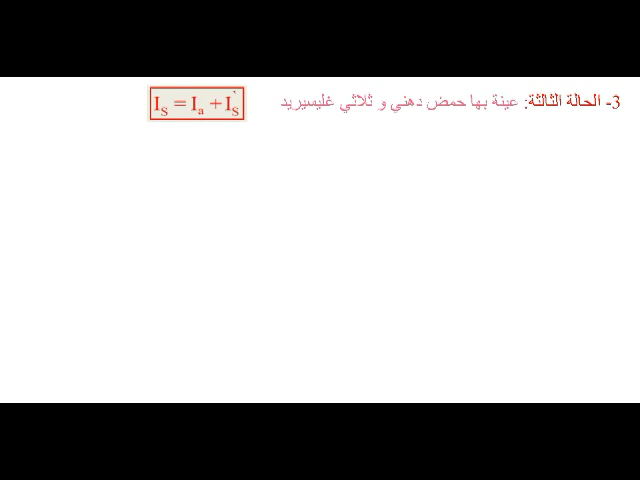 3- الحالة الثالثة: عينة بها حمض دهني و ثلاثي غليسيريد I_S = I_a + I`_S